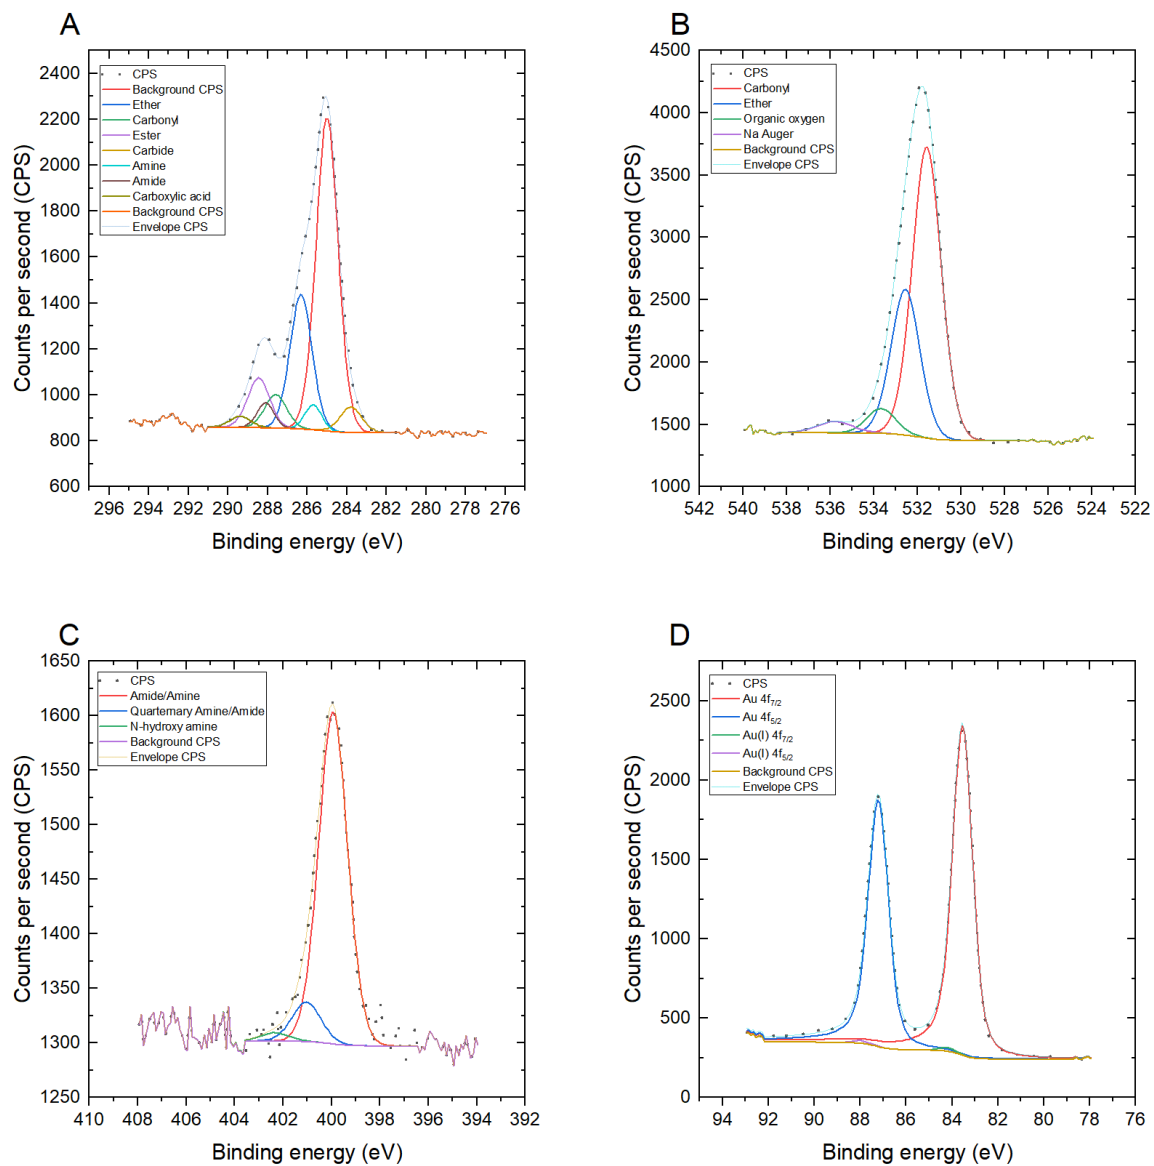 A
Counts per second (CPS)
2400
2200
2000
1800
1600
1400
1200
1000
800
600
CPS
Background CPS
Ether
Carbonyl
Ester
Carbide
Amine
Amide
Carboxylic acid
Background CPS
Envelope CPS
296 294 292 290 288 286 284 282 280 278 276
Binding energy (eV)
B
Counts per second (CPS)
4500
4000
3500
3000
2500
2000
1500
1000
CPS
Carbonyl
Ether
Organic oxygen
Na Auger
Background CPS
Envelope CPS
542 540 538 536 534 532 530 528 526 524 522
Binding energy (eV)
C
Counts per second (CPS)
1650
1600
1550
1500
1450
1400
1350
1300
1250
CPS
Amide/Amine
Quarternary Amine/Amide
N-hydroxy amine
Background CPS
Envelope CPS
410 408 406 404 402 400 398 396 394 392
Binding energy (eV)
D
Counts per second (CPS)
2500
2000
1500
1000
500
0
CPS
Au 4f7/2
Au 4f5/2
Au(I) 4f7/2
Au(I) 4f5/2
Background CPS
Envelope CPS
94 92 90 88 86 84 82 80 78 76
Binding energy (eV)